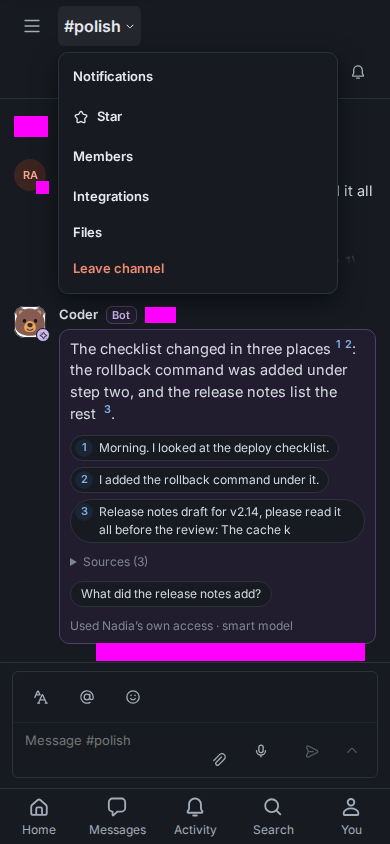 #polish
Notifications
Star
Members
Integrations
Files
Leave channel
RA
it all
Coder Bot
The checklist changed in three places 1 2:
the rollback command was added under
step two, and the release notes list the
rest 3.
1 Morning. I looked at the deploy checklist.
2 I added the rollback command under it.
3 Release notes draft for v2.14, please read it
all before the review: The cache k
Sources (3)
What did the release notes add?
Used Nadia’s own access · smart model
Message #polish
Home Messages Activity Search You